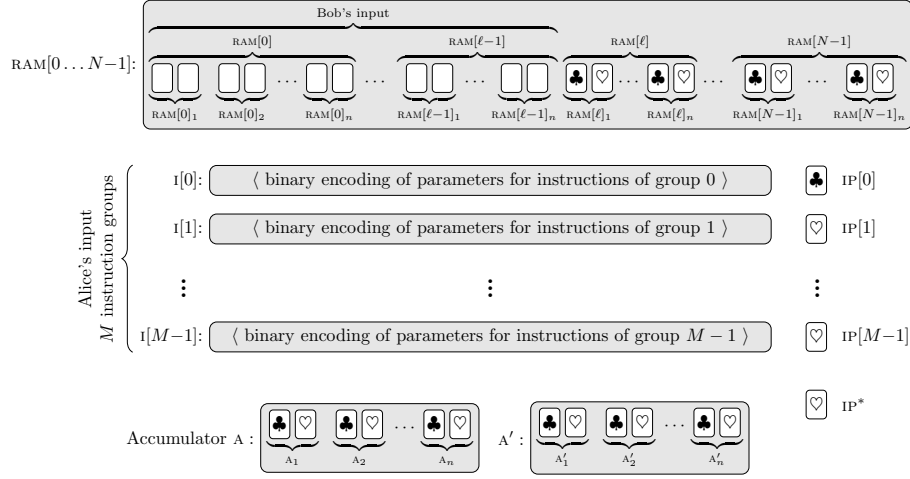 Bob's input
RAM[0] RAM[ℓ−1] RAM[ℓ] RAM[N−1]
RAM[0 . . . N−1]: ♣ ♡ ♣ ♡ ♣ ♡ ♣ ♡
RAM[0]₁ RAM[0]₂ RAM[0]ₙ RAM[ℓ−1]₁ RAM[ℓ−1]ₙ RAM[ℓ]₁ RAM[ℓ]ₙ RAM[N−1]₁ RAM[N−1]ₙ
Alice's input
M instruction groups
I[0]: ⟨ binary encoding of parameters for instructions of group 0 ⟩ ♣ IP[0]
I[1]: ⟨ binary encoding of parameters for instructions of group 1 ⟩ ♡ IP[1]
I[M−1]: ⟨ binary encoding of parameters for instructions of group M − 1 ⟩ ♡ IP[M−1]
♡ IP*
Accumulator A : ♣ ♡ ♣ ♡ · · · ♣ ♡ A′ : ♣ ♡ ♣ ♡ · · · ♣ ♡
A₁ A₂ Aₙ A′₁ A′₂ A′ₙ